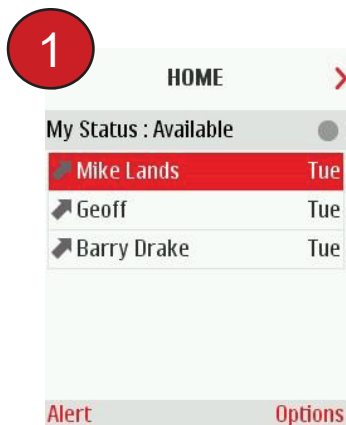 1
HOME
My Status : Available
Mike Lands Tue
Geoff Tue
Barry Drake Tue
Alert Options